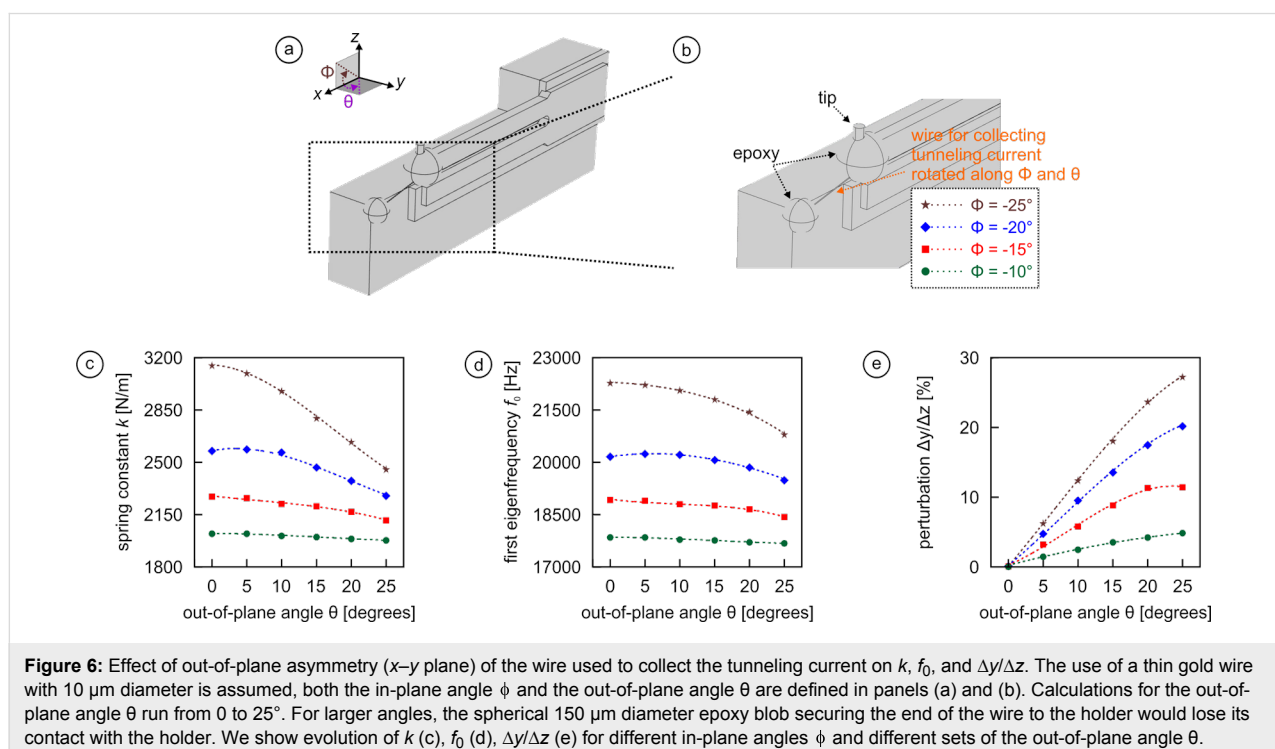 a
z
Φ
x
y
θ
b
tip
epoxy
wire for collecting
tunneling current
rotated along Φ and θ
Φ = -25°
Φ = -20°
Φ = -15°
Φ = -10°
c
spring constant k [N/m]
3200
2850
2500
2150
1800
0 5 10 15 20 25
out-of-plane angle θ [degrees]
d
first eigenfrequency f₀ [Hz]
23000
21500
20000
18500
17000
0 5 10 15 20 25
out-of-plane angle θ [degrees]
e
perturbation Δy/Δz [%]
30
20
10
0
0 5 10 15 20 25
out-of-plane angle θ [degrees]
Figure 6: Effect of out-of-plane asymmetry (x–y plane) of the wire used to collect the tunneling current on k, f₀, and Δy/Δz. The use of a thin gold wire
with 10 µm diameter is assumed, both the in-plane angle ϕ and the out-of-plane angle θ are defined in panels (a) and (b). Calculations for the out-of-
plane angle θ run from 0 to 25°. For larger angles, the spherical 150 µm diameter epoxy blob securing the end of the wire to the holder would lose its
contact with the holder. We show evolution of k (c), f₀ (d), Δy/Δz (e) for different in-plane angles ϕ and different sets of the out-of-plane angle θ.